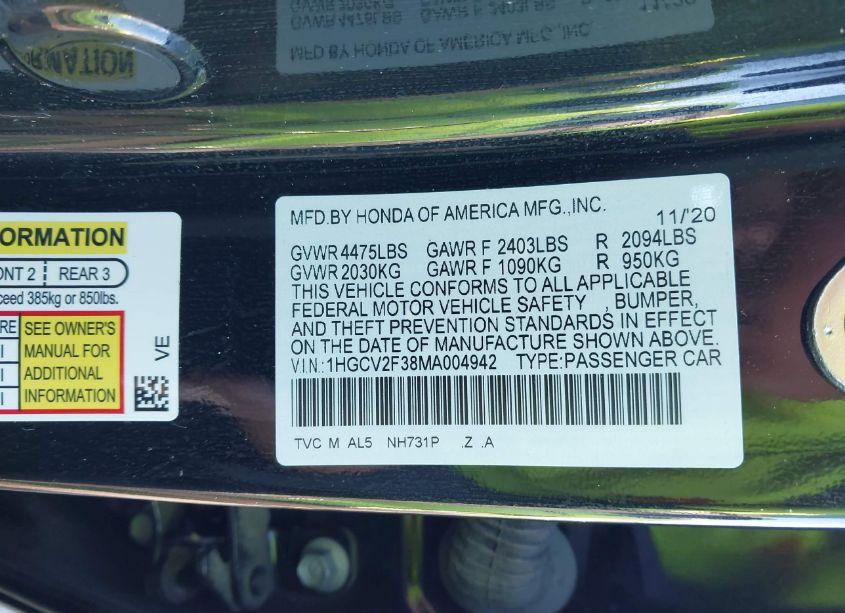 MFD BY HONDA OF AMERICA MFG.,INC.
ORMATION
ONT 2 REAR 3
ceed 385kg or 850lbs.
RE
SEE OWNER'S
MANUAL FOR
ADDITIONAL
INFORMATION
VE
MFD.BY HONDA OF AMERICA MFG.,INC. 11/'20
GVWR 4475LBS GAWR F 2403LBS R 2094LBS
GVWR 2030KG GAWR F 1090KG R 950KG
THIS VEHICLE CONFORMS TO ALL APPLICABLE
FEDERAL MOTOR VEHICLE SAFETY , BUMPER,
AND THEFT PREVENTION STANDARDS IN EFFECT
ON THE DATE OF MANUFACTURE SHOWN ABOVE.
V.I.N.: 1HGCV2F38MA004942 TYPE:PASSENGER CAR
TVC M AL5 NH731P .Z .A